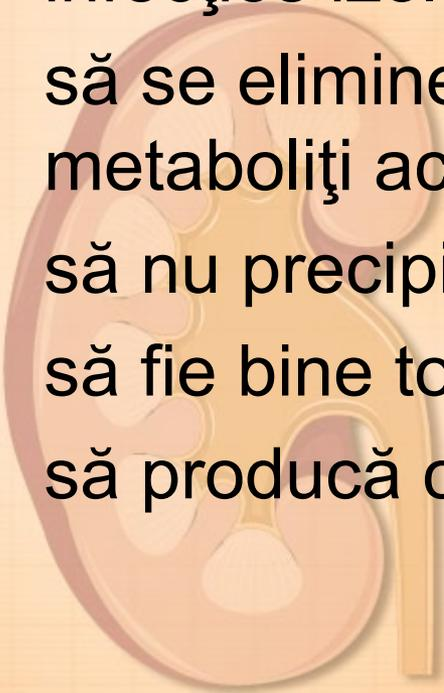 să se elimine
metaboliţi ac
să nu precipi
să fie bine to
să producă